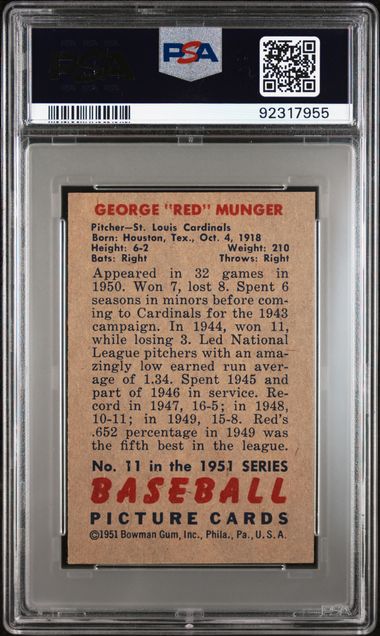 PSA
PSA
92317955
GEORGE "RED" MUNGER
Pitcher—St. Louis Cardinals
Born: Houston, Tex., Oct. 4, 1918
Height: 6-2 Weight: 210
Bats: Right Throws: Right
Appeared in 32 games in
1950. Won 7, lost 8. Spent 6
seasons in minors before com-
ing to Cardinals for the 1943
campaign. In 1944, won 11,
while losing 3. Led National
League pitchers with an ama-
zingly low earned run aver-
age of 1.34. Spent 1945 and
part of 1946 in service. Re-
cord in 1947, 16-5; in 1948,
10-11; in 1949, 15-8. Red's
.652 percentage in 1949 was
the fifth best in the league.
No. 11 in the 1951 SERIES
BASEBALL
PICTURE CARDS
©1951 Bowman Gum, Inc., Phila., Pa., U. S. A.